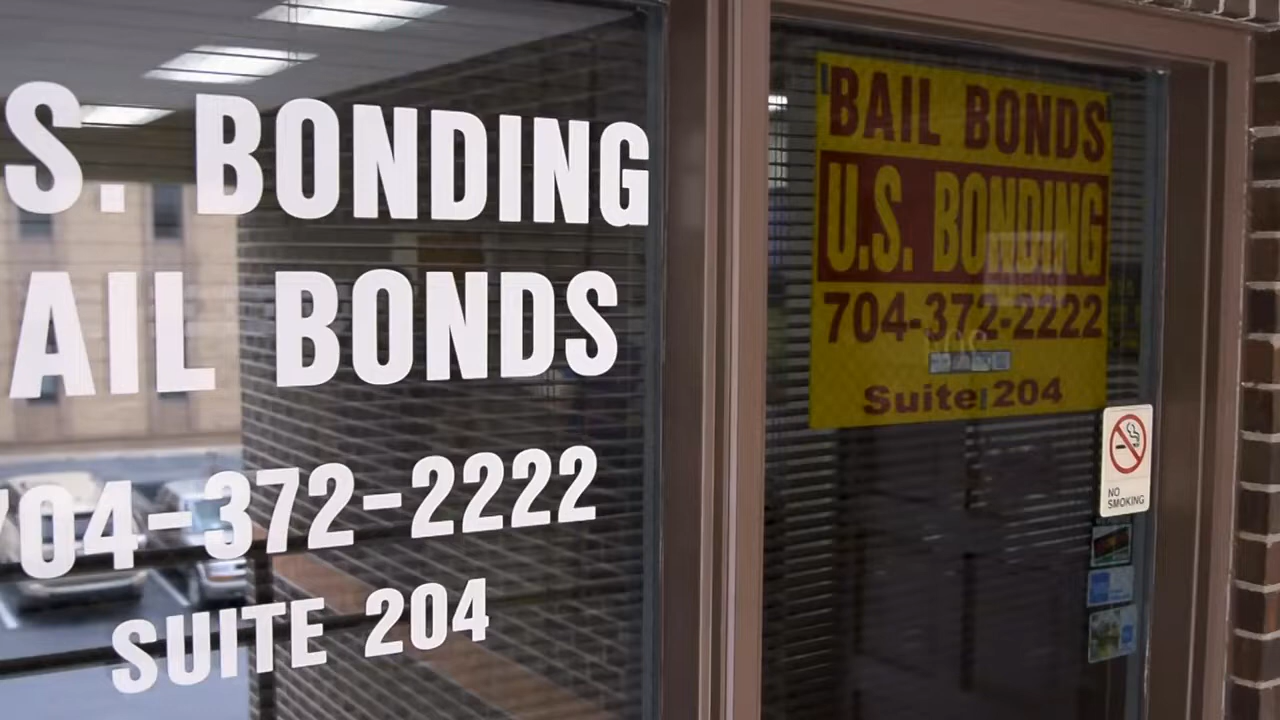 S. BONDING
AIL BONDS
704-372-2222
SUITE 204
BAIL BONDS
U.S. BONDING
704-372-2222
Suite 204
NO
SMOKING